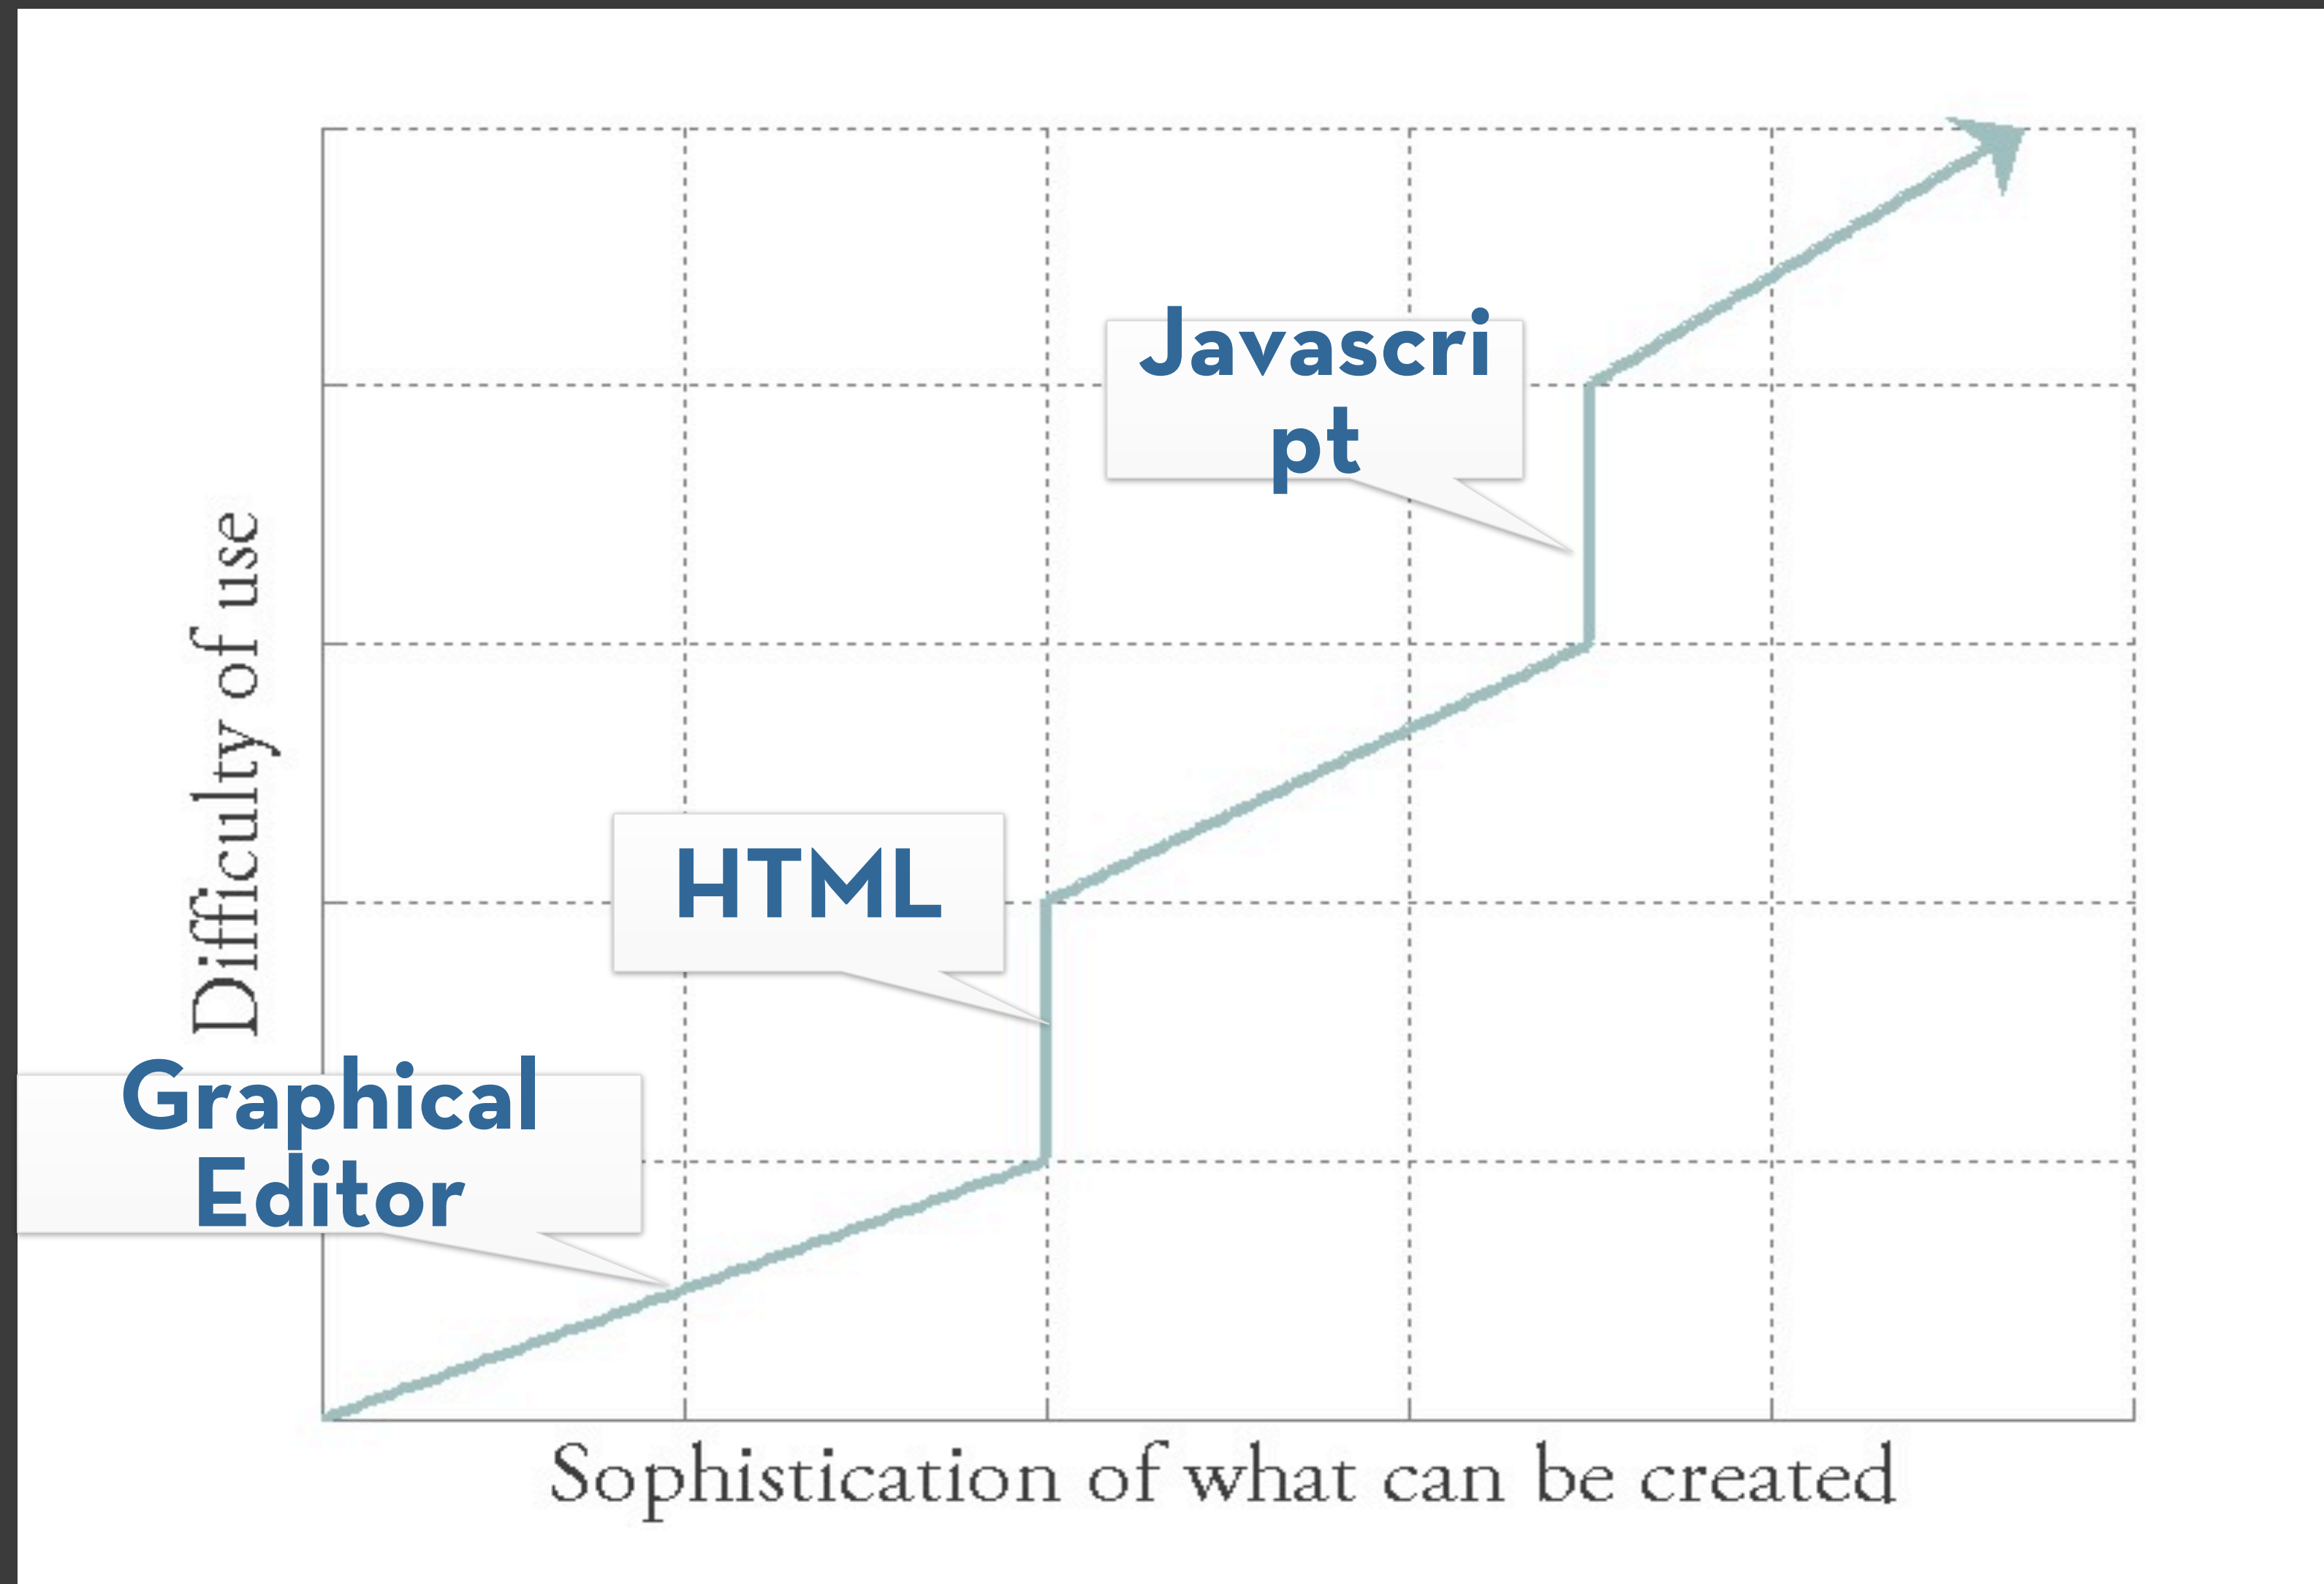 Javascri
pt
HTML
Graphical
Editor
Difficulty of use
Sophistication of what can be created